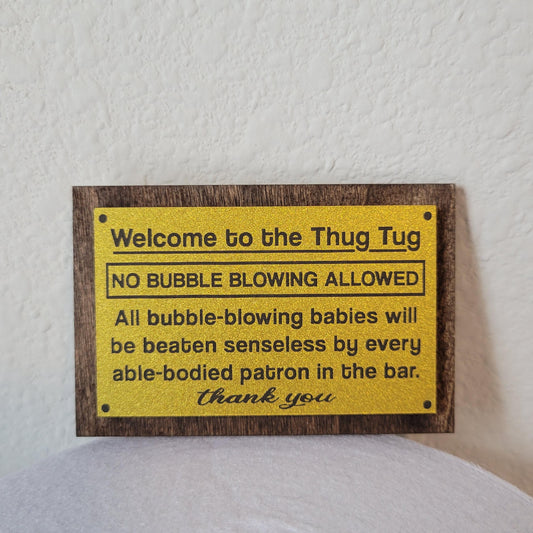 Welcome to the Thug Tug
NO BUBBLE BLOWING ALLOWED
All bubble-blowing babies will
be beaten senseless by every
able-bodied patron in the bar.
thank you